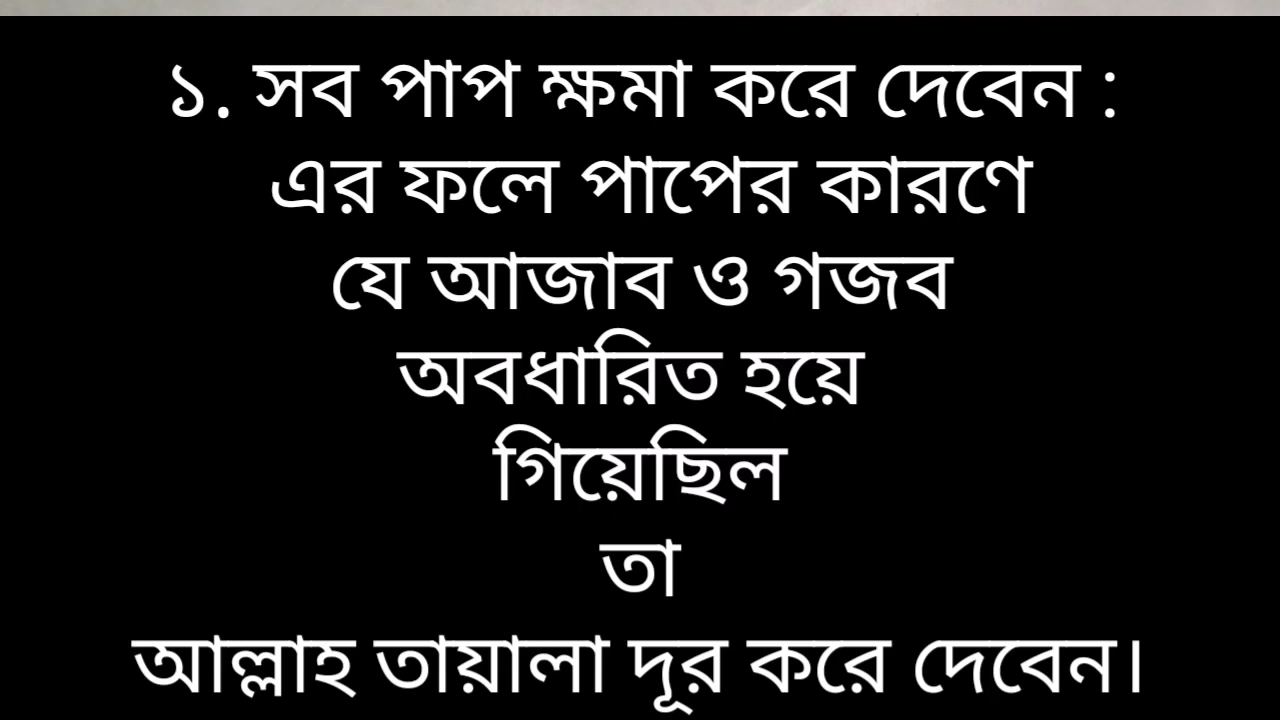 ১. সব পাপ ক্ষমা করে দেবেন :
এর ফলে পাপের কারণে
যে আজাব ও গজব
অবধারিত হয়ে
গিয়েছিল
তা
আল্লাহ তায়ালা দূর করে দেবেন।